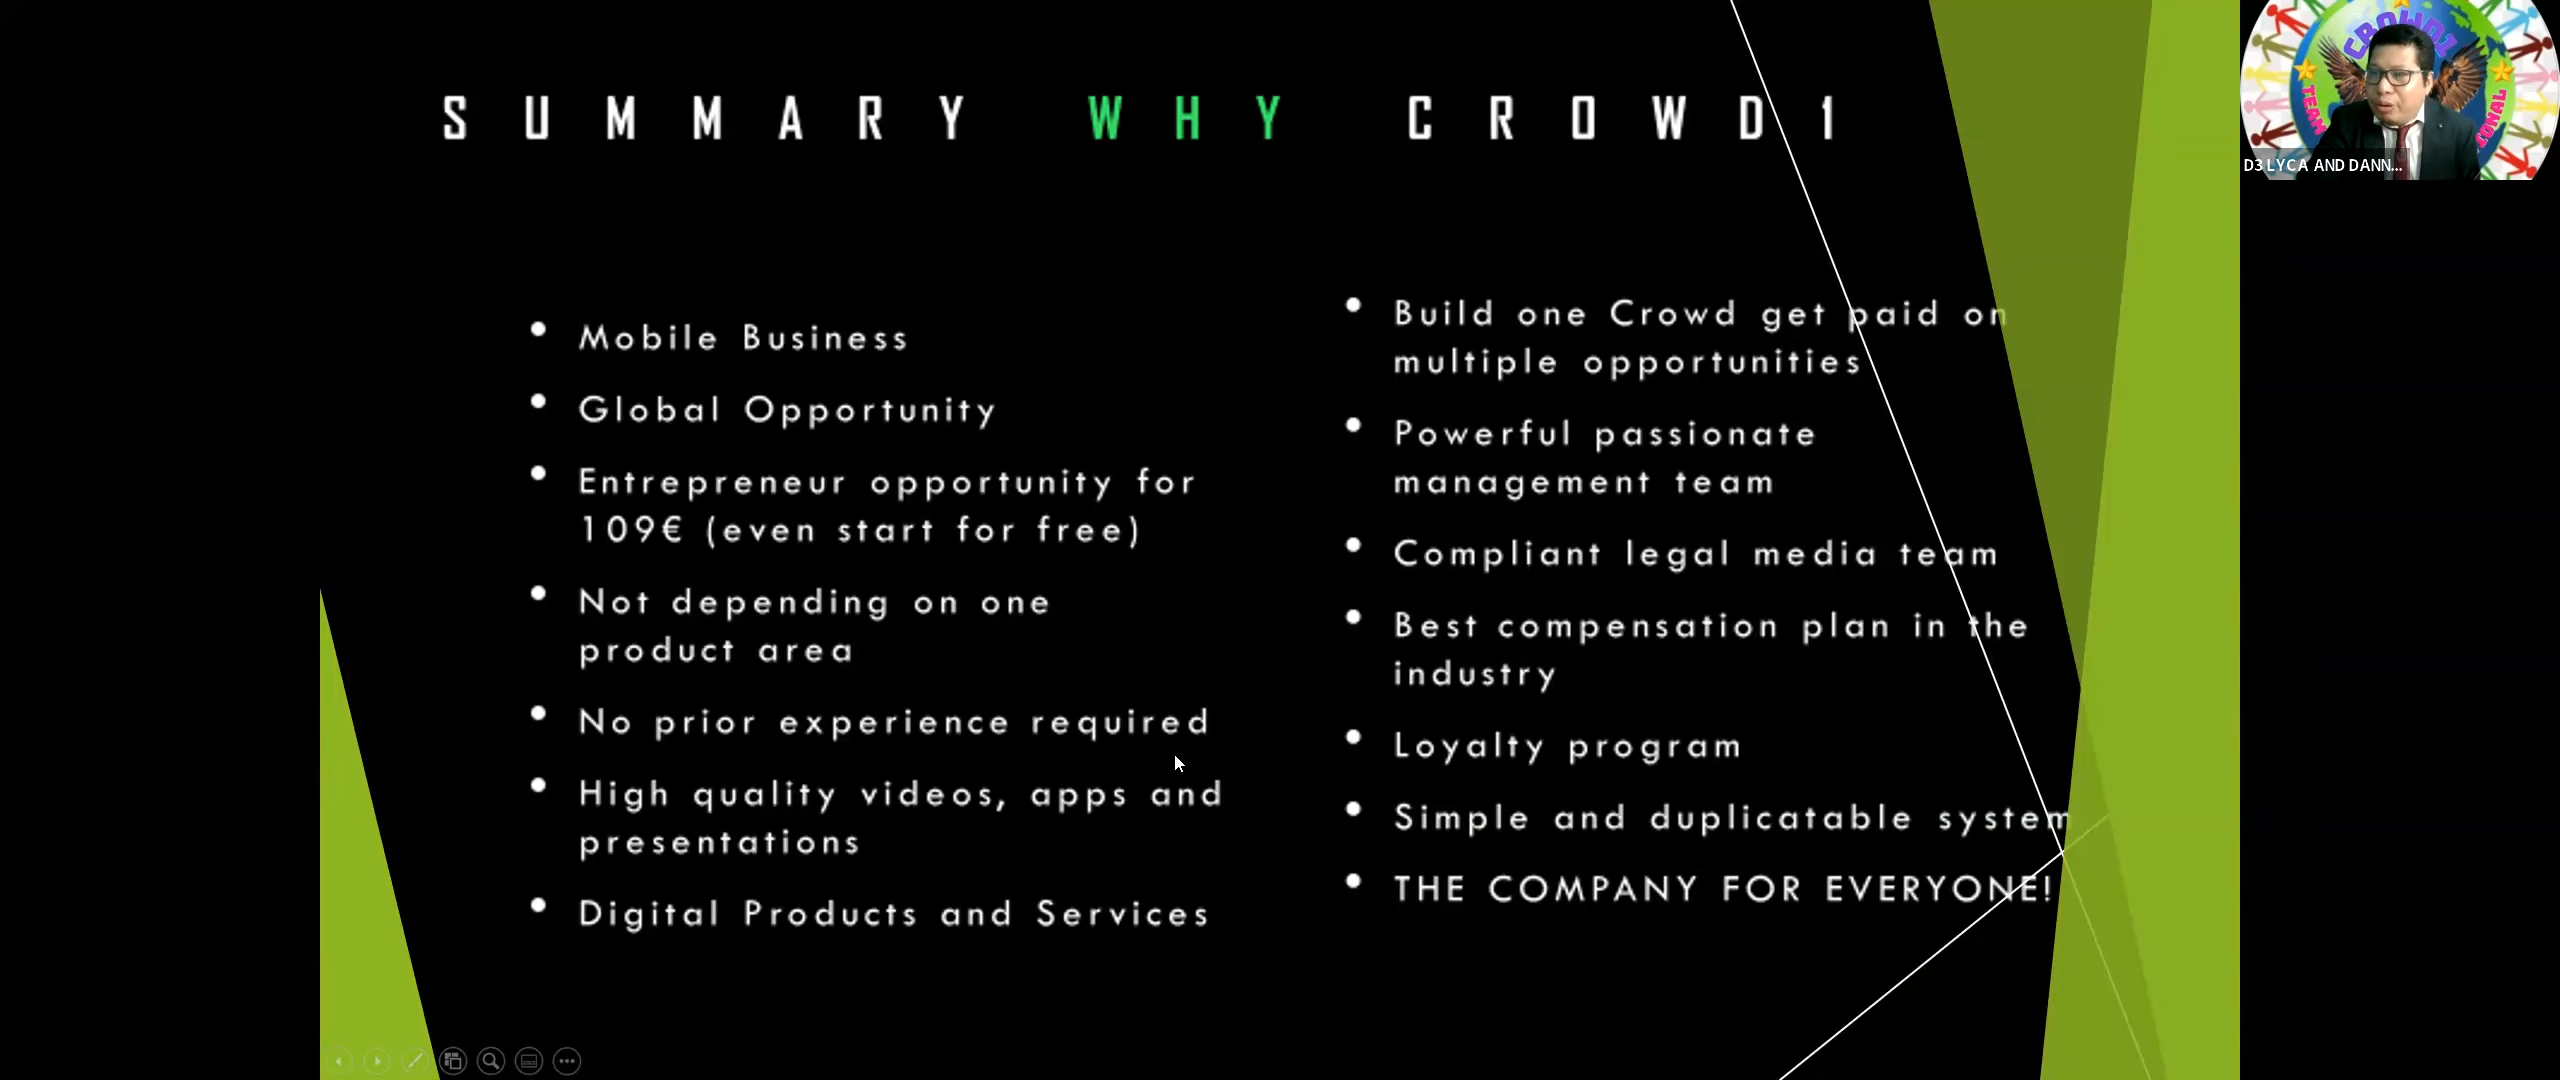 SUMMARY WHY CROWD1
Mobile Business
Global Opportunity
Entrepreneur opportunity for
109€ (even start for free)
Not depending on one
product area
No prior experience required
High quality videos, apps and
presentations
Digital Products and Services
Build one Crowd get paid on
multiple opportunities
Powerful passionate
management team
Compliant legal media team
Best compensation plan in the
industry
Loyalty program
Simple and duplicatable system
THE COMPANY FOR EVERYONE!
CROWD1
TEAM
D3 LYCA AND DANN...